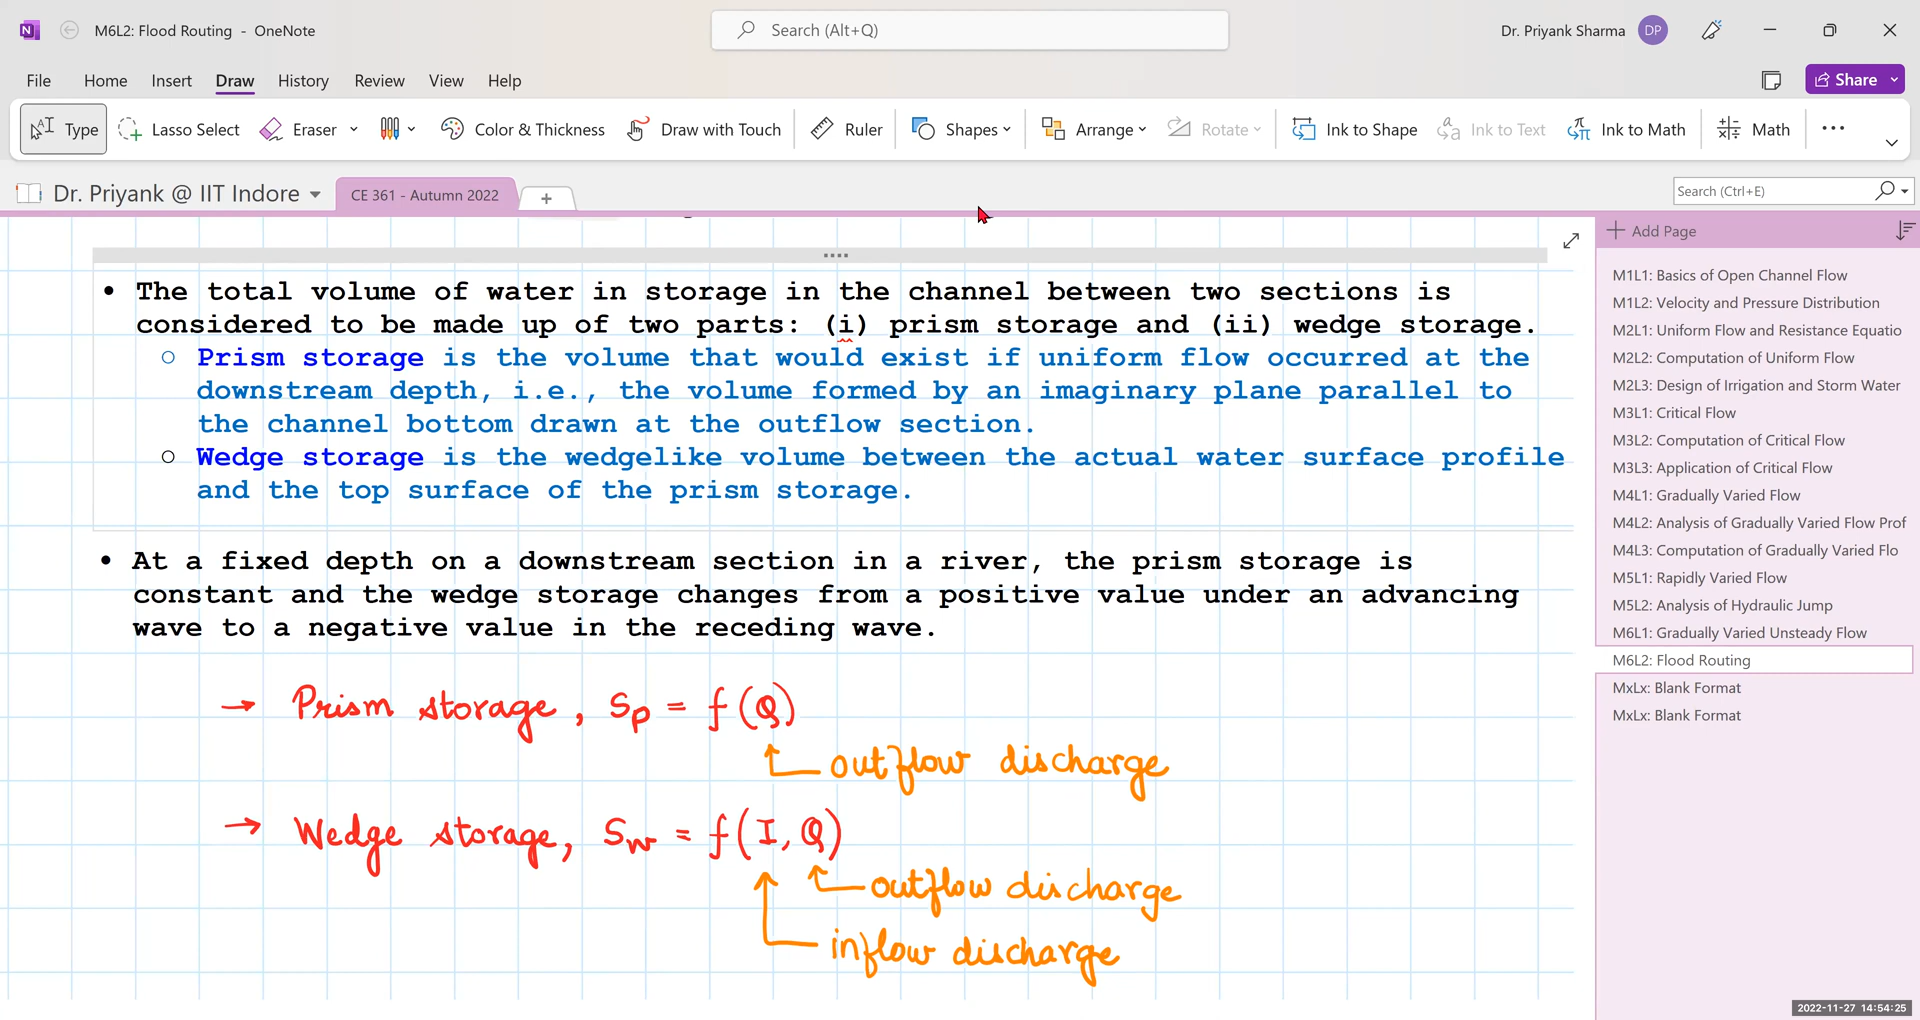 M6L2: Flood Routing - OneNote
Search (Alt+Q)
Dr. Priyank Sharma DP
File Home Insert Draw History Review View Help
Share
Type Lasso Select Eraser Color & Thickness Draw with Touch Ruler Shapes Arrange Rotate Ink to Shape Ink to Text Ink to Math Math
Dr. Priyank @ IIT Indore CE 361 - Autumn 2022 +
Search (Ctrl+E)
• The total volume of water in storage in the channel between two sections is
considered to be made up of two parts: (i) prism storage and (ii) wedge storage.
○ Prism storage is the volume that would exist if uniform flow occurred at the
downstream depth, i.e., the volume formed by an imaginary plane parallel to
the channel bottom drawn at the outflow section.
○ Wedge storage is the wedgelike volume between the actual water surface profile
and the top surface of the prism storage.
• At a fixed depth on a downstream section in a river, the prism storage is
constant and the wedge storage changes from a positive value under an advancing
wave to a negative value in the receding wave.
→ Prism storage, Sp = f(Q)
outflow discharge
→ Wedge storage, Sw = f(I, Q)
outflow discharge
inflow discharge
Add Page
M1L1: Basics of Open Channel Flow
M1L2: Velocity and Pressure Distribution
M2L1: Uniform Flow and Resistance Equatio
M2L2: Computation of Uniform Flow
M2L3: Design of Irrigation and Storm Water
M3L1: Critical Flow
M3L2: Computation of Critical Flow
M3L3: Application of Critical Flow
M4L1: Gradually Varied Flow
M4L2: Analysis of Gradually Varied Flow Prof
M4L3: Computation of Gradually Varied Flo
M5L1: Rapidly Varied Flow
M5L2: Analysis of Hydraulic Jump
M6L1: Gradually Varied Unsteady Flow
M6L2: Flood Routing
MxLx: Blank Format
MxLx: Blank Format
2022-11-27 14:54:25